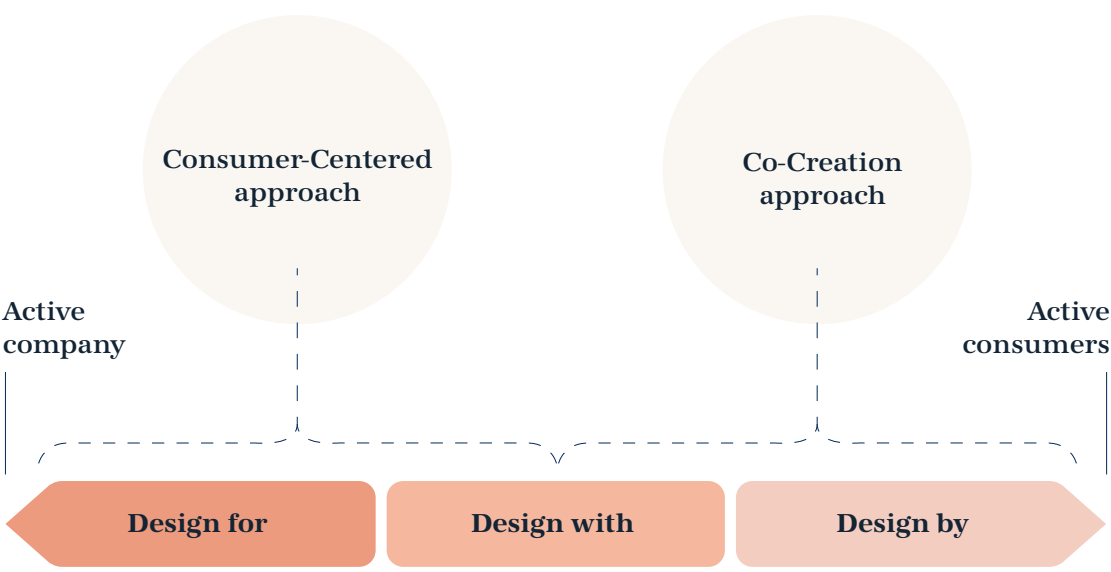 Consumer-Centered
approach
Co-Creation
approach
Active
company
Active
consumers
Design for
Design with
Design by